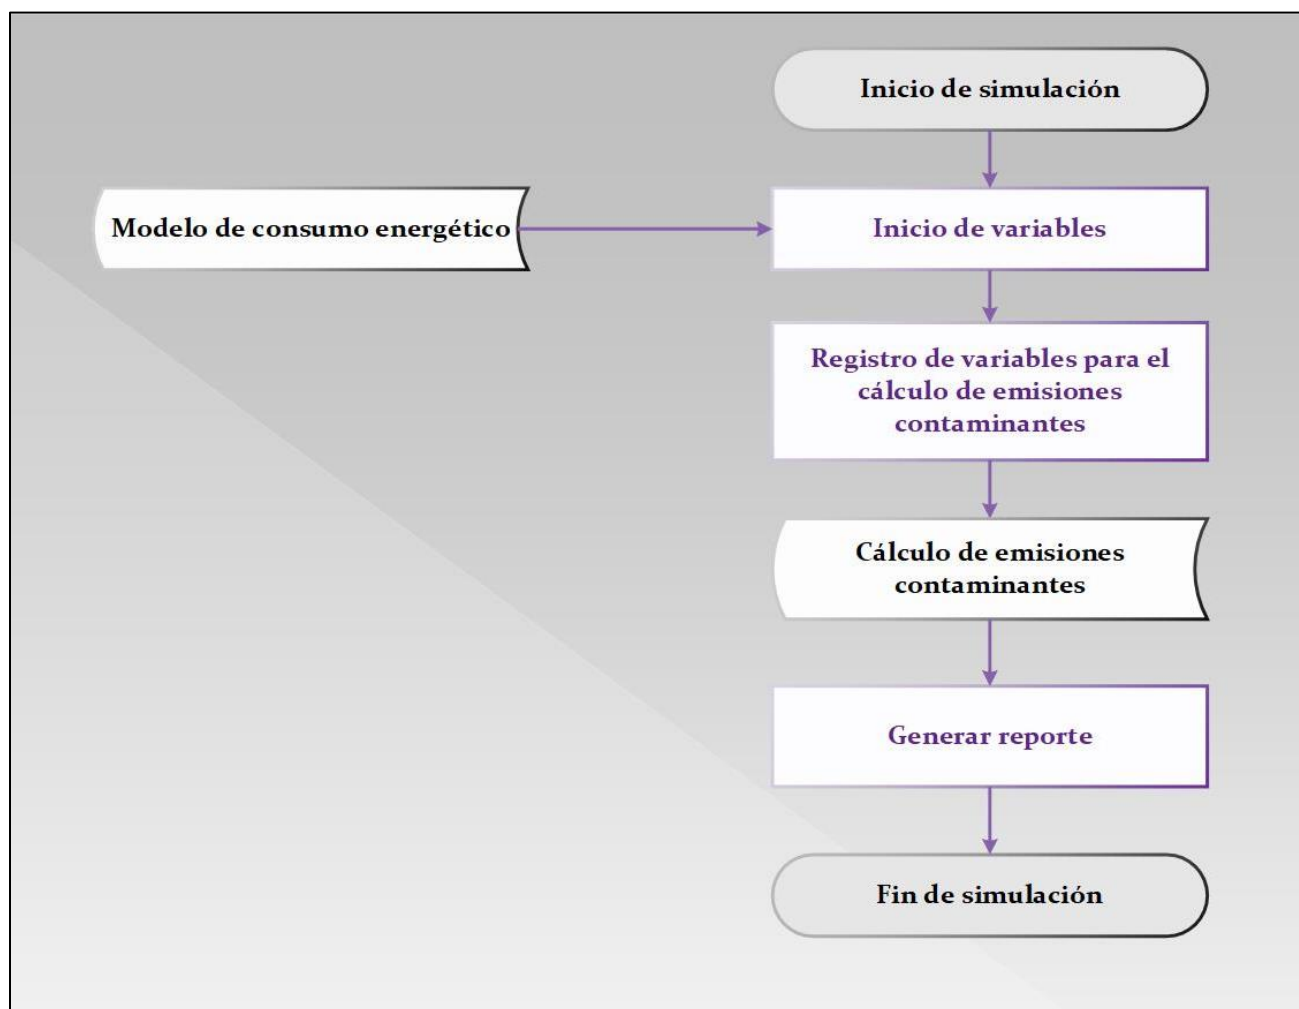 Inicio de simulación
Modelo de consumo energético
Inicio de variables
Registro de variables para el
cálculo de emisiones
contaminantes
Cálculo de emisiones
contaminantes
Generar reporte
Fin de simulación